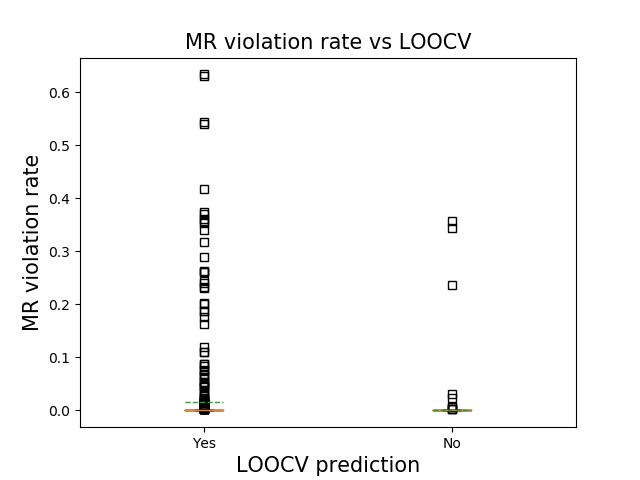 MR violation rate vs LOOCV
MR violation rate
0.6
0.5
0.4
0.3
0.2
0.1
0.0
Yes
No
LOOCV prediction